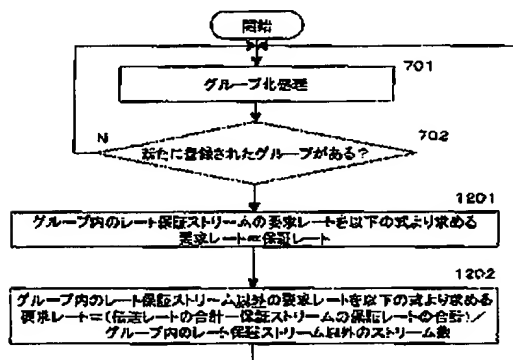 開始
701
グループ化処理
702
N
新たに登録されたグループがある?
1201
グループ内のレート保証ストリームの要求レートを以下の式より求める
要求レート=保証レート
1202
グループ内のレート保証ストリーム以外の要求レートを以下の式より求める
要求レート=(伝送レートの合計-保証ストリームの保証レートの合計)/
グループ内のレート保証ストリーム以外のストリーム数